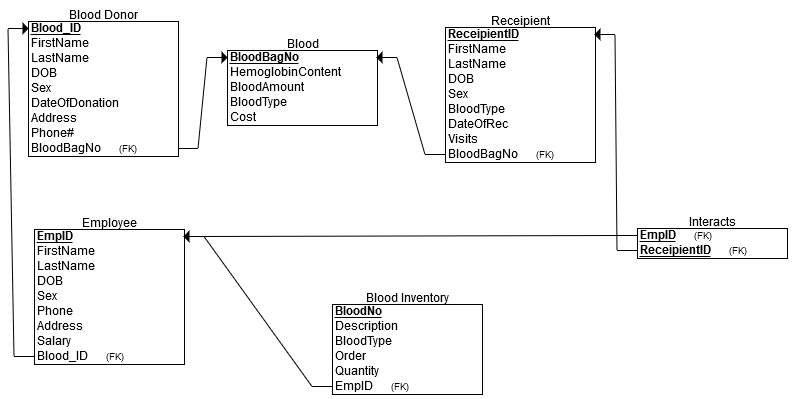 Blood Donor
Blood_ID
FirstName
LastName
DOB
Sex
DateOfDonation
Address
Phone#
BloodBagNo (FK)
Blood
BloodBagNo
HemoglobinContent
BloodAmount
BloodType
Cost
Receipient
ReceipientID
FirstName
LastName
DOB
Sex
BloodType
DateOfRec
Visits
BloodBagNo (FK)
Employee
EmpID
FirstName
LastName
DOB
Sex
Phone
Address
Salary
Blood_ID (FK)
Blood Inventory
BloodNo
Description
BloodType
Order
Quantity
EmpID (FK)
Interacts
EmpID (FK)
ReceipientID (FK)